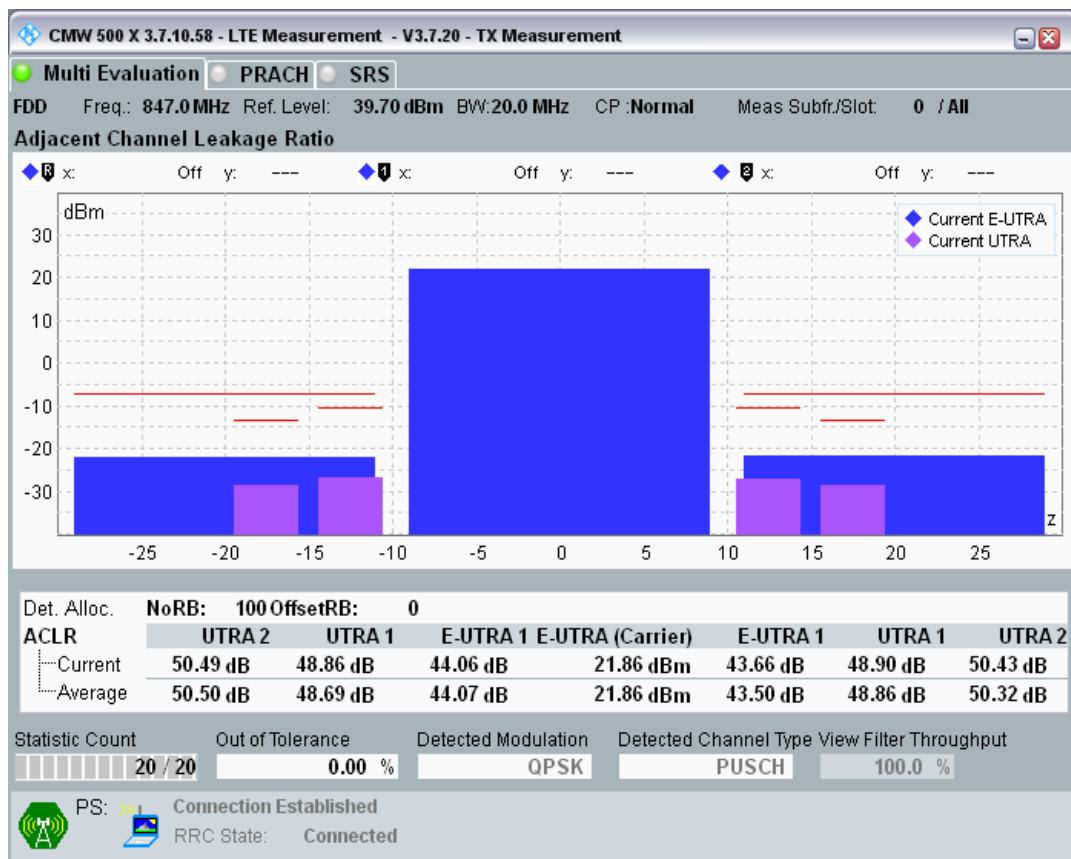 CMW 500 X 3.7.10.58 - LTE Measurement - V3.7.20 - TX Measurement
Multi Evaluation PRACH SRS
FDD Freq.: 847.0 MHz Ref. Level: 39.70 dBm BW:20.0 MHz CP :Normal Meas Subfr./Slot: 0 / All
Adjacent Channel Leakage Ratio
R x: Off y: --- 1 x: Off y: --- 2 x: Off y: ---
dBm
Current E-UTRA
Current UTRA
30
20
10
0
-10
-20
-30
z
-25 -20 -15 -10 -5 0 5 10 15 20 25
Det. Alloc. NoRB: 100 OffsetRB: 0
ACLR UTRA 2 UTRA 1 E-UTRA 1 E-UTRA (Carrier) E-UTRA 1 UTRA 1 UTRA 2
Current 50.49 dB 48.86 dB 44.06 dB 21.86 dBm 43.66 dB 48.90 dB 50.43 dB
Average 50.50 dB 48.69 dB 44.07 dB 21.86 dBm 43.50 dB 48.86 dB 50.32 dB
Statistic Count Out of Tolerance Detected Modulation Detected Channel Type View Filter Throughput
20 / 20 0.00 % QPSK PUSCH 100.0 %
PS: Connection Established
RRC State: Connected